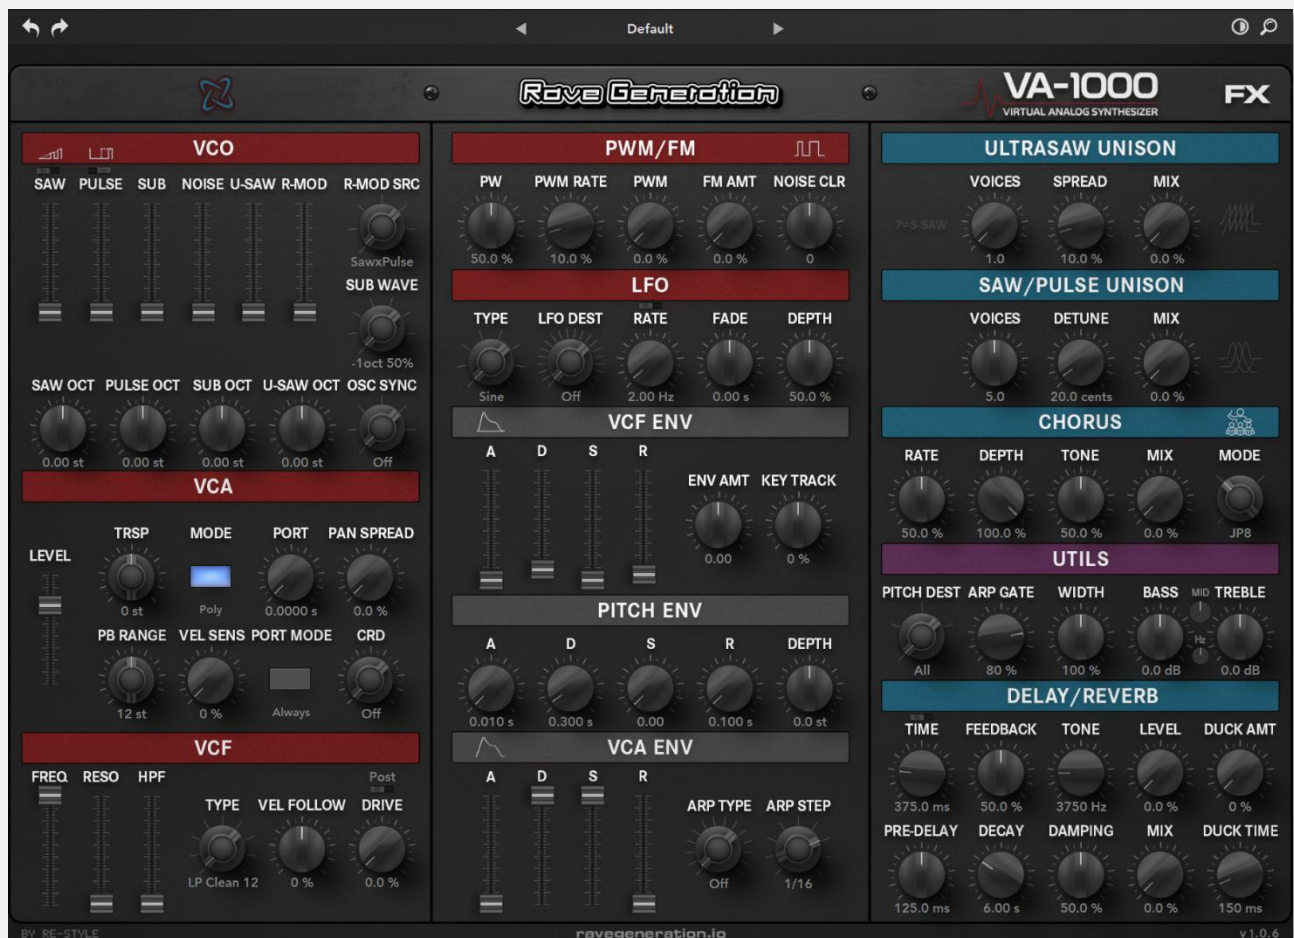 Default
Rave Generation
VA-1000
VIRTUAL ANALOG SYNTHESIZER
FX
VCO
SAW PULSE SUB NOISE U-SAW R-MOD R-MOD SRC
SawxPulse
SUB WAVE
-1oct 50%
SAW OCT PULSE OCT SUB OCT U-SAW OCT OSC SYNC
0.00 st 0.00 st 0.00 st 0.00 st Off
VCA
LEVEL
TRSP MODE PORT PAN SPREAD
0 st Poly 0.0000 s 0.0 %
PB RANGE VEL SENS PORT MODE CRD
12 st 0 % Always Off
VCF
FREQ RESO HPF
Post
TYPE VEL FOLLOW DRIVE
LP Clean 12 0 % 0.0 %
PWM/FM
PW PWM RATE PWM FM AMT NOISE CLR
50.0 % 10.0 % 0.0 % 0.0 % 0
LFO
TYPE LFO DEST RATE FADE DEPTH
Sine Off 2.00 Hz 0.00 s 50.0 %
VCF ENV
A D S R
ENV AMT KEY TRACK
0.00 0 %
PITCH ENV
A D S R DEPTH
0.010 s 0.300 s 0.00 0.100 s 0.0 st
VCA ENV
A D S R
ARP TYPE ARP STEP
Off 1/16
ULTRASAW UNISON
VOICES SPREAD MIX
7=S-SAW
1.0 10.0 % 0.0 %
SAW/PULSE UNISON
VOICES DETUNE MIX
5.0 20.0 cents 0.0 %
CHORUS
RATE DEPTH TONE MIX MODE
50.0 % 100.0 % 50.0 % 0.0 % JP8
UTILS
PITCH DEST ARP GATE WIDTH BASS MID TREBLE
Hz
All 80 % 100 % 0.0 dB 0.0 dB
DELAY/REVERB
TIME FEEDBACK TONE LEVEL DUCK AMT
375.0 ms 50.0 % 3750 Hz 0.0 % 0 %
PRE-DELAY DECAY DAMPING MIX DUCK TIME
125.0 ms 6.00 s 50.0 % 0.0 % 150 ms
BY RE-STYLE
ravegeneration.io
v1.0.6